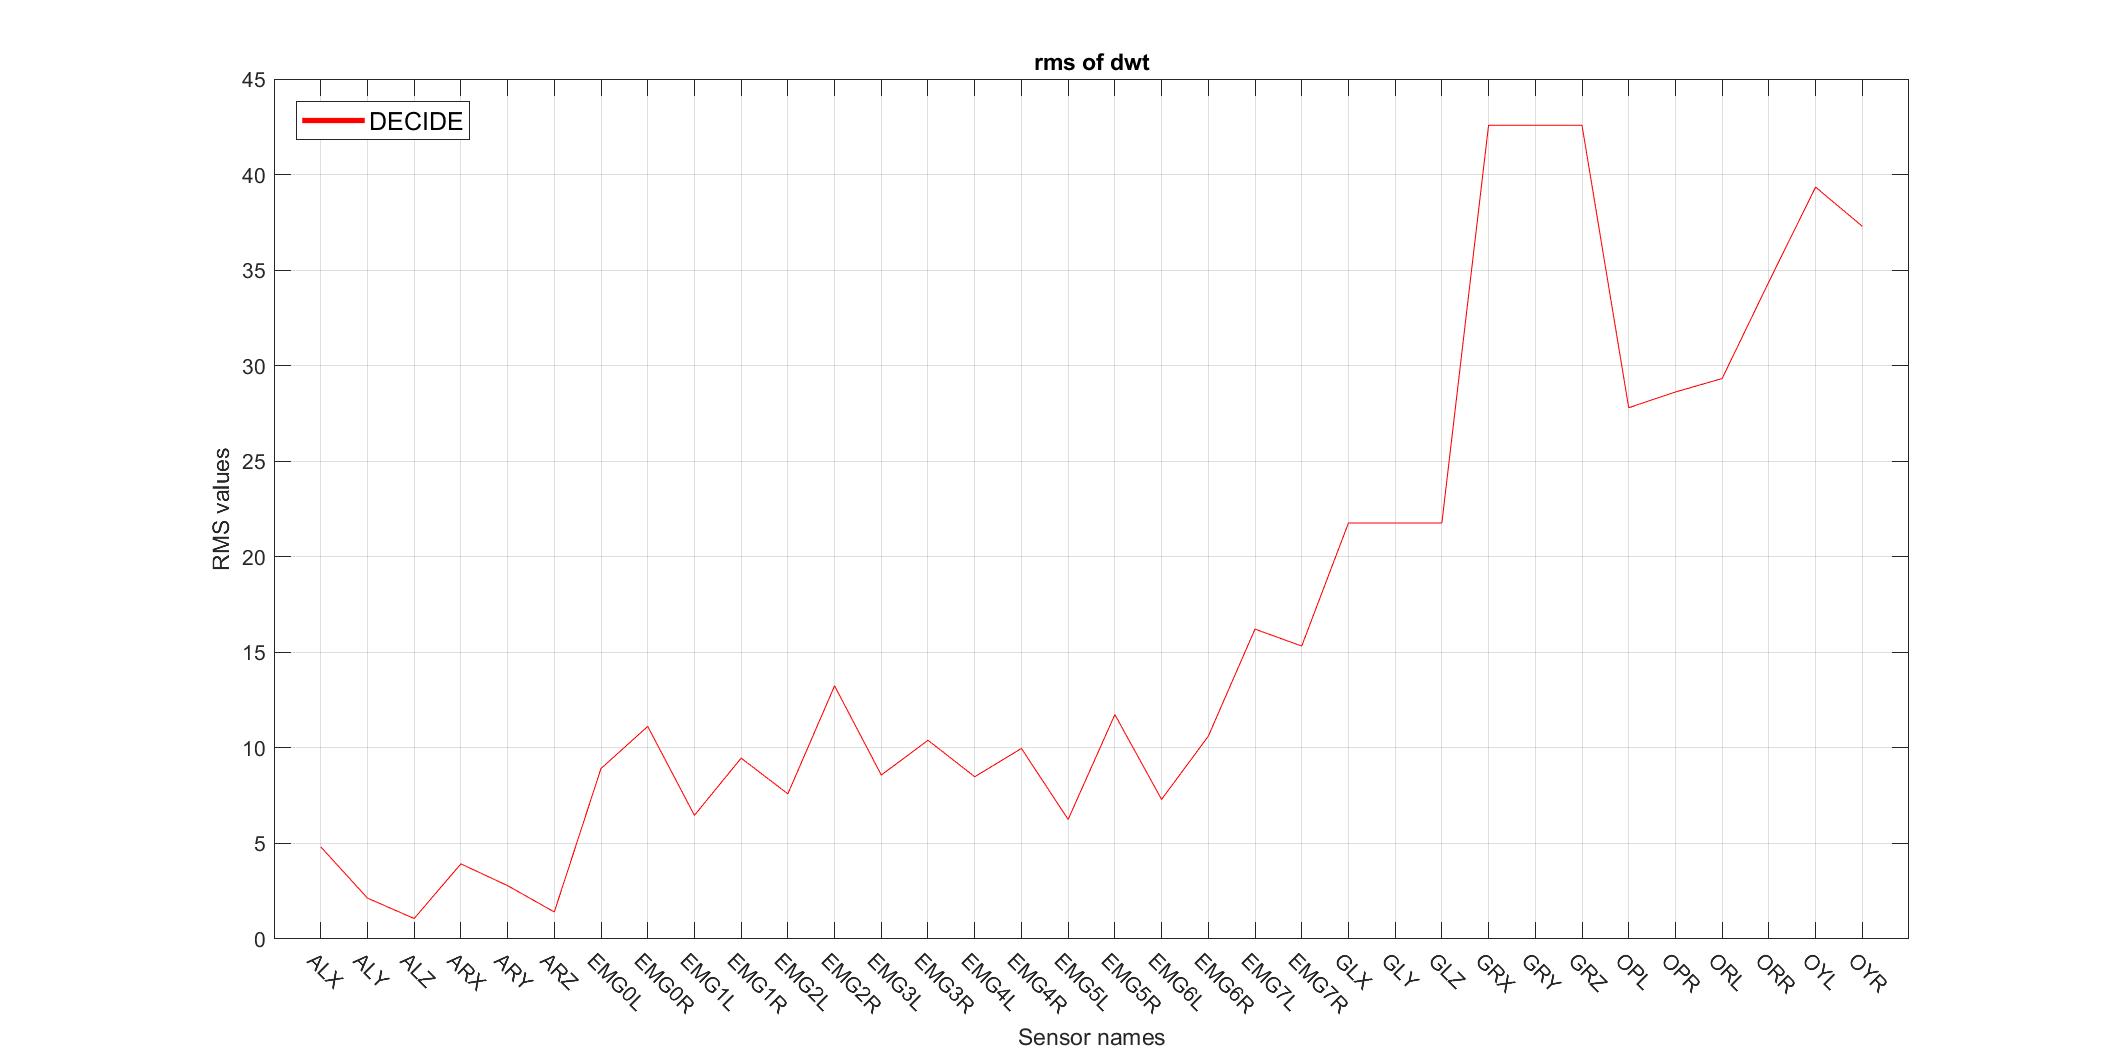 rms of dwt
DECIDE
RMS values
45
40
35
30
25
20
15
10
5
0
ALX
ALY
ALZ
ARX
ARY
ARZ
EMG0L
EMG0R
EMG1L
EMG1R
EMG2L
EMG2R
EMG3L
EMG3R
EMG4L
EMG4R
EMG5L
EMG5R
EMG6L
EMG6R
EMG7L
EMG7R
GLX
GLY
GLZ
GRX
GRY
GRZ
OPL
OPR
ORL
ORR
OYL
OYR
Sensor names